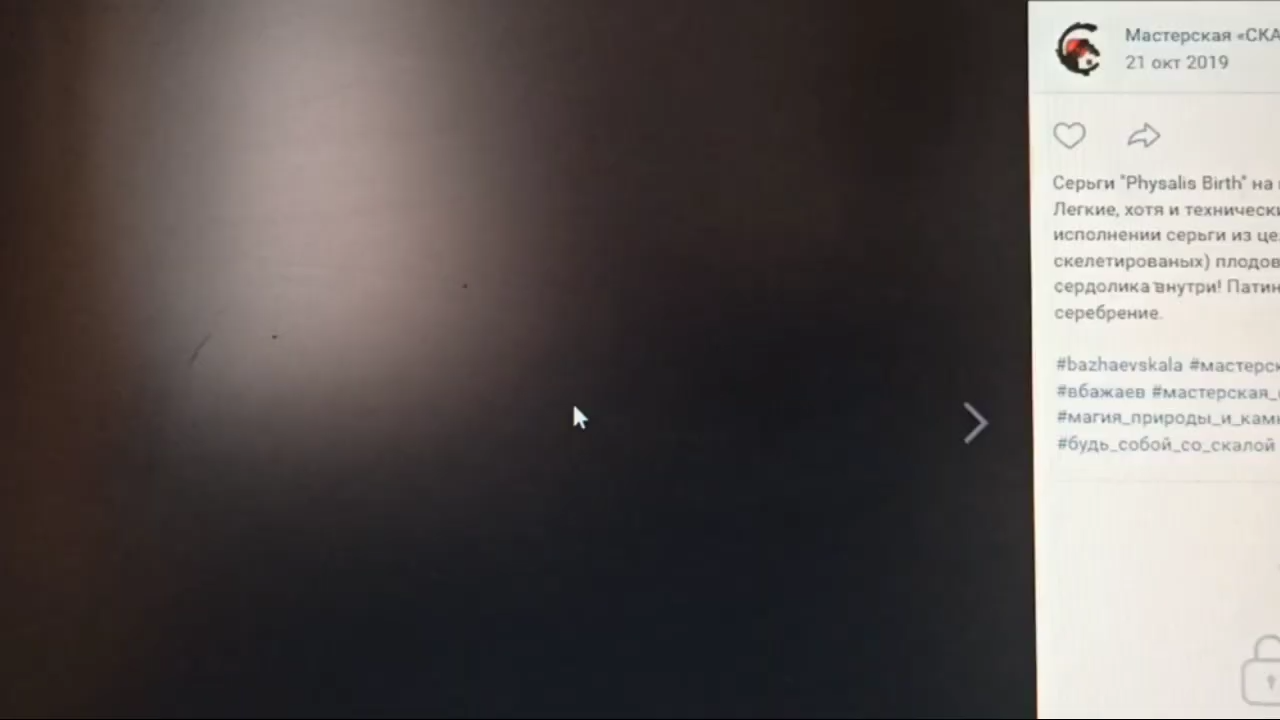 Мастерская «СКА
21 окт 2019
Серьги "Physalis Birth" на
Легкие, хотя и технически
исполнении серьги из це
скелетированых) плодов
сердолика внутри! Патин
серебрение.
#bazhaevskala #мастерск
#вбажаев #мастерская_
#магия_природы_и_кам
#будь_собой_со_скалой